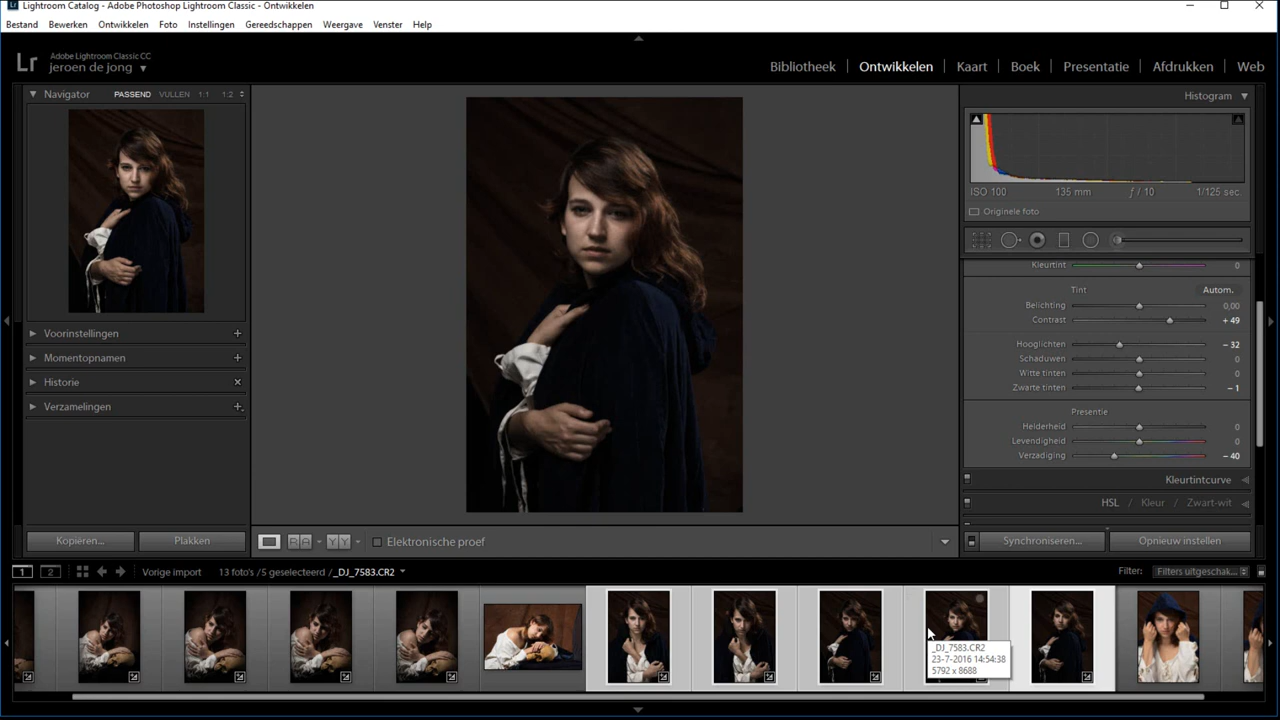 Lightroom Catalog - Adobe Photoshop Lightroom Classic - Ontwikkelen
Bestand Bewerken Ontwikkelen Foto Instellingen Gereedschappen Weergave Venster Help
Lr Adobe Lightroom Classic CC
jeroen de jong
Bibliotheek Ontwikkelen Kaart Boek Presentatie Afdrukken Web
Navigator PASSEND VULLEN 1:1 1:2
Histogram
ISO 100 135 mm ƒ / 10 1/125 sec.
Originele foto
Kleurtint 0
Tint Autom.
Belichting 0,00
Contrast + 49
Hooglichten − 32
Schaduwen 0
Witte tinten 0
Zwarte tinten − 1
Presentie
Helderheid 0
Levendigheid 0
Verzadiging − 40
Kleurtintcurve
HSL / Kleur / Zwart-wit
Voorinstellingen
Momentopnamen
Historie
Verzamelingen
Kopiëren... Plakken
Elektronische proef
Synchroniseren... Opnieuw instellen
1 2 Vorige import 13 foto's /5 geselecteerd /_DJ_7583.CR2
Filter: Filters uitgeschak...
_DJ_7583.CR2
23-7-2016 14:54:38
5792 x 8688